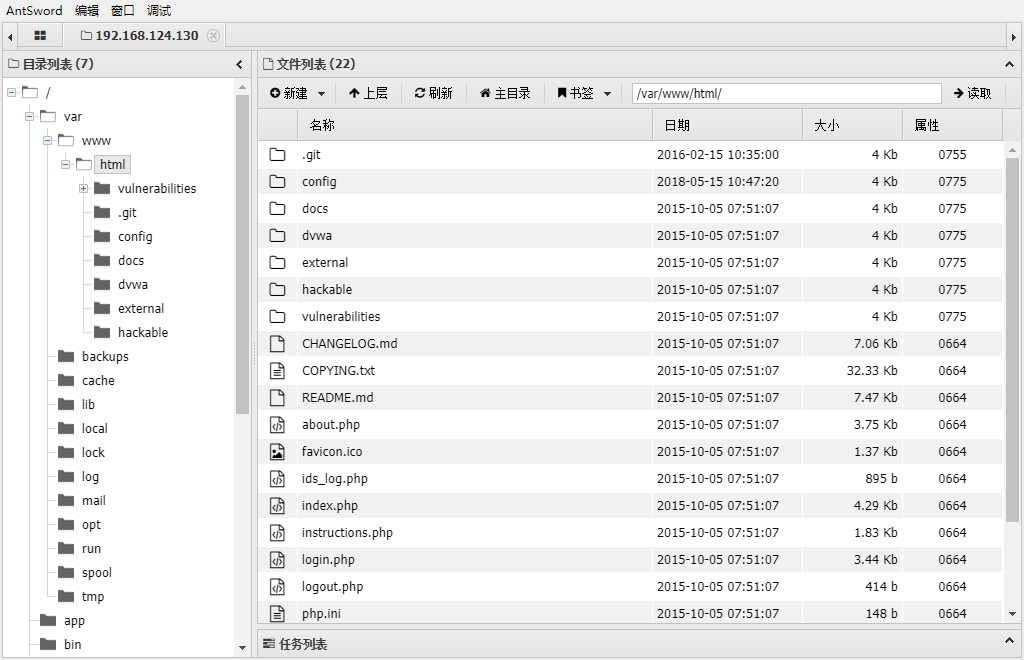 AntSword 编辑 窗口 调试
192.168.124.130
目录列表 (7)
/
var
www
html
vulnerabilities
.git
config
docs
dvwa
external
hackable
backups
cache
lib
local
lock
log
mail
opt
run
spool
tmp
app
bin
文件列表 (22)
新建 上层 刷新 主目录 书签 /var/www/html/ 读取
名称 日期 大小 属性
.git 2016-02-15 10:35:00 4 Kb 0755
config 2018-05-15 10:47:20 4 Kb 0775
docs 2015-10-05 07:51:07 4 Kb 0775
dvwa 2015-10-05 07:51:07 4 Kb 0775
external 2015-10-05 07:51:07 4 Kb 0775
hackable 2015-10-05 07:51:07 4 Kb 0775
vulnerabilities 2015-10-05 07:51:07 4 Kb 0775
CHANGELOG.md 2015-10-05 07:51:07 7.06 Kb 0664
COPYING.txt 2015-10-05 07:51:07 32.33 Kb 0664
README.md 2015-10-05 07:51:07 7.47 Kb 0664
about.php 2015-10-05 07:51:07 3.75 Kb 0664
favicon.ico 2015-10-05 07:51:07 1.37 Kb 0664
ids_log.php 2015-10-05 07:51:07 895 b 0664
index.php 2015-10-05 07:51:07 4.29 Kb 0664
instructions.php 2015-10-05 07:51:07 1.83 Kb 0664
login.php 2015-10-05 07:51:07 3.44 Kb 0664
logout.php 2015-10-05 07:51:07 414 b 0664
php.ini 2015-10-05 07:51:07 148 b 0664
任务列表